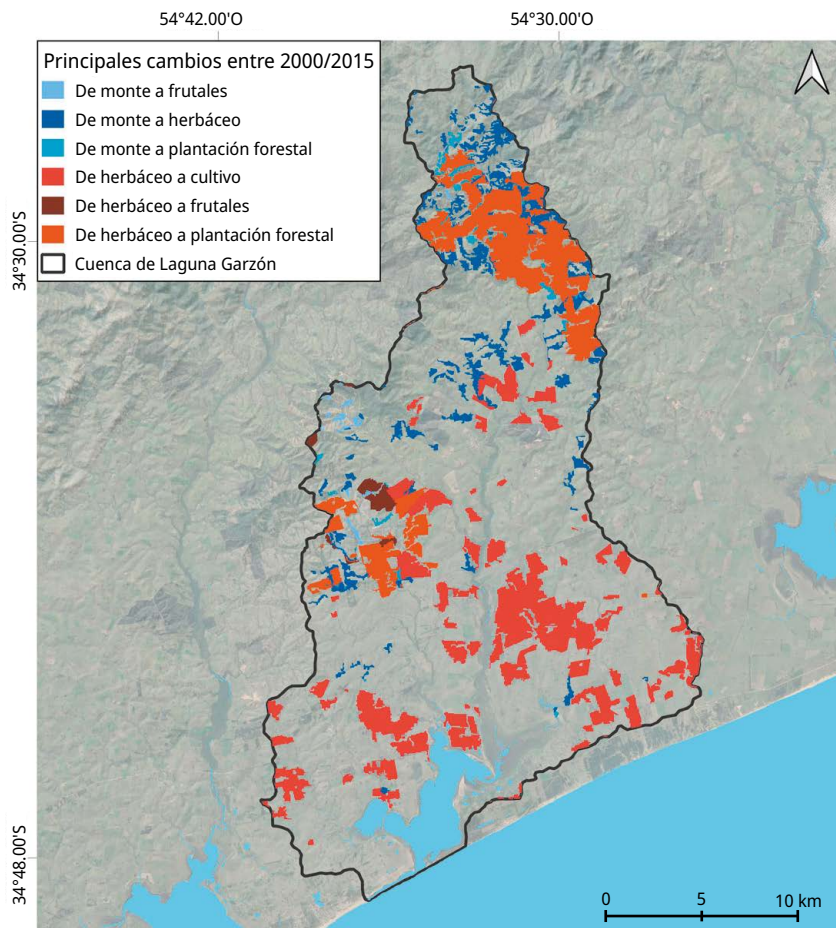 54°42.00'O
54°30.00'O
Principales cambios entre 2000/2015
De monte a frutales
De monte a herbáceo
De monte a plantación forestal
De herbáceo a cultivo
De herbáceo a frutales
De herbáceo a plantación forestal
Cuenca de Laguna Garzón
34°30.00'S
34°48.00'S
0 5 10 km